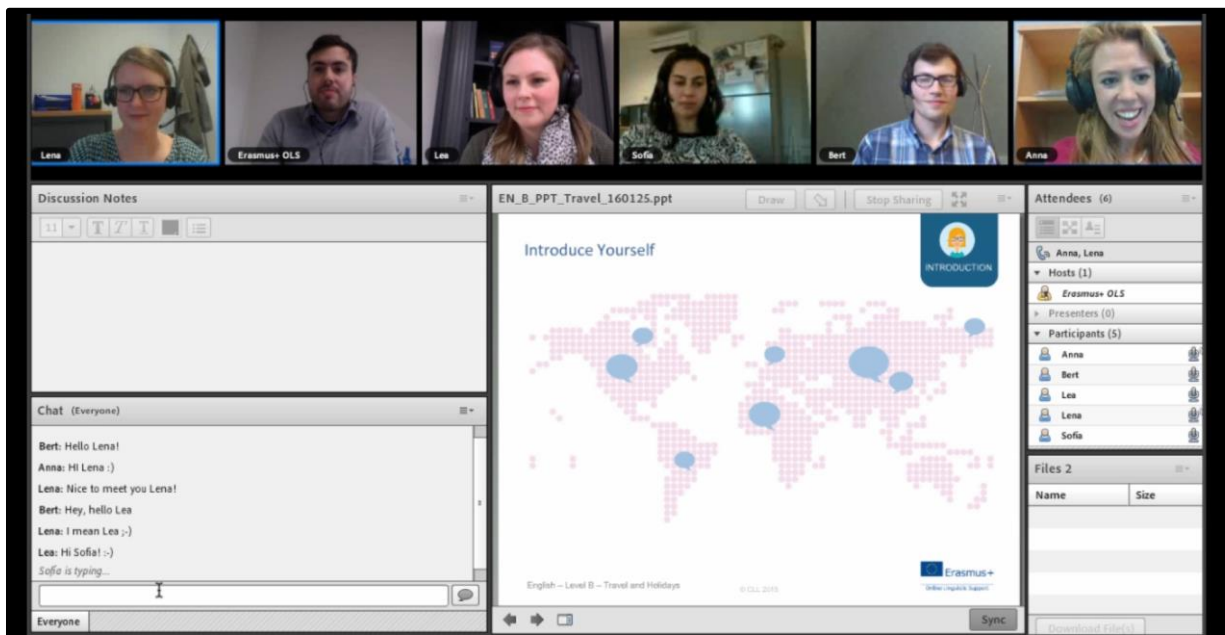 Lena
Erasmus+ OLS
Lea
Sofia
Bert
Anna
Discussion Notes
11
T T T
Chat (Everyone)
Bert: Hello Lena!
Anna: HI Lena :)
Lena: Nice to meet you Lena!
Bert: Hey, hello Lea
Lena: I mean Lea ;-)
Lea: Hi Sofia! :-)
Sofia is typing...
Everyone
EN_B_PPT_Travel_160125.ppt
Draw
Stop Sharing
Introduce Yourself
INTRODUCTION
English – Level B – Travel and Holidays
© CLL 2015
Erasmus+
Online Linguistic Support
Sync
Attendees (6)
Anna, Lena
Hosts (1)
Erasmus+ OLS
Presenters (0)
Participants (5)
Anna
Bert
Lea
Lena
Sofia
Files 2
Name Size
Download File(s)